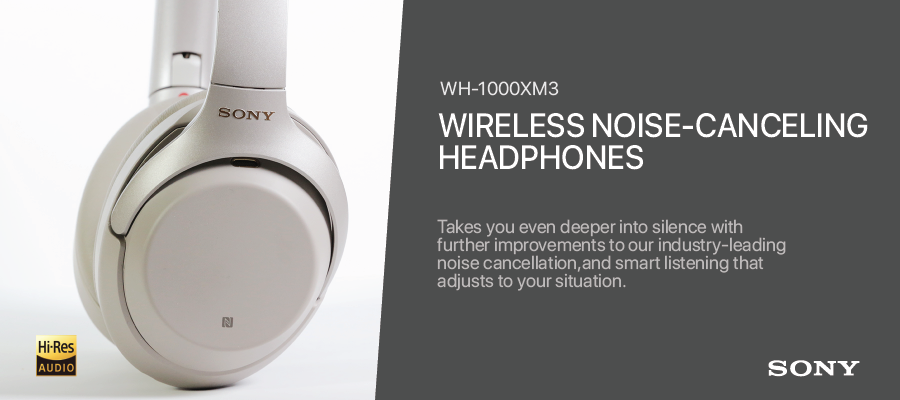 SONY
Hi-Res
AUDIO
WH-1000XM3
WIRELESS NOISE-CANCELING
HEADPHONES
Takes you even deeper into silence with
further improvements to our industry-leading
noise cancellation,and smart listening that
adjusts to your situation.
SONY